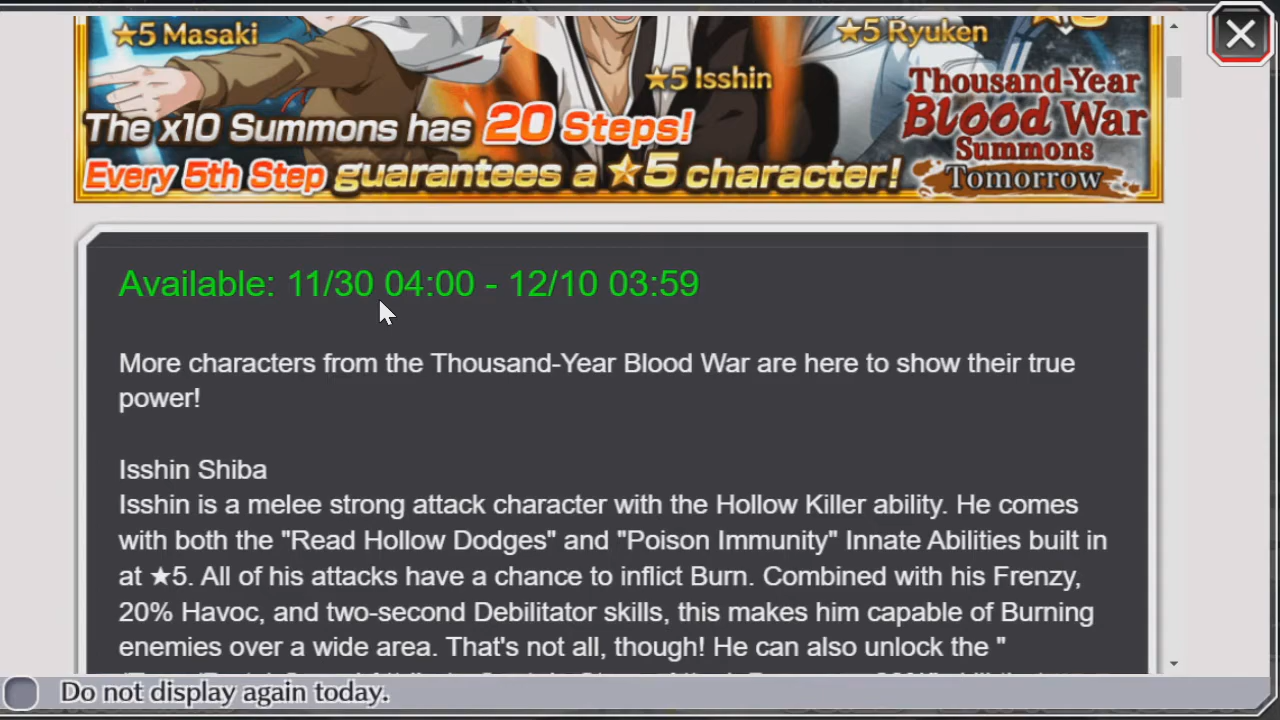 ★5 Masaki
★5 Ryuken
★5 Isshin
Thousand-Year
Blood War
Summons
Tomorrow
The x10 Summons has 20 Steps!
Every 5th Step guarantees a ★5 character!
Available: 11/30 04:00 - 12/10 03:59
More characters from the Thousand-Year Blood War are here to show their true
power!
Isshin Shiba
Isshin is a melee strong attack character with the Hollow Killer ability. He comes
with both the "Read Hollow Dodges" and "Poison Immunity" Innate Abilities built in
at ★5. All of his attacks have a chance to inflict Burn. Combined with his Frenzy,
20% Havoc, and two-second Debilitator skills, this makes him capable of Burning
enemies over a wide area. That's not all, though! He can also unlock the "
Do not display again today.